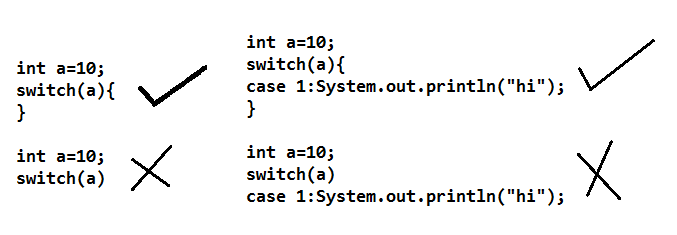 int a=10;
switch(a){
}
int a=10;
switch(a){
case 1:System.out.println("hi");
}
int a=10;
switch(a)
int a=10;
switch(a)
case 1:System.out.println("hi");